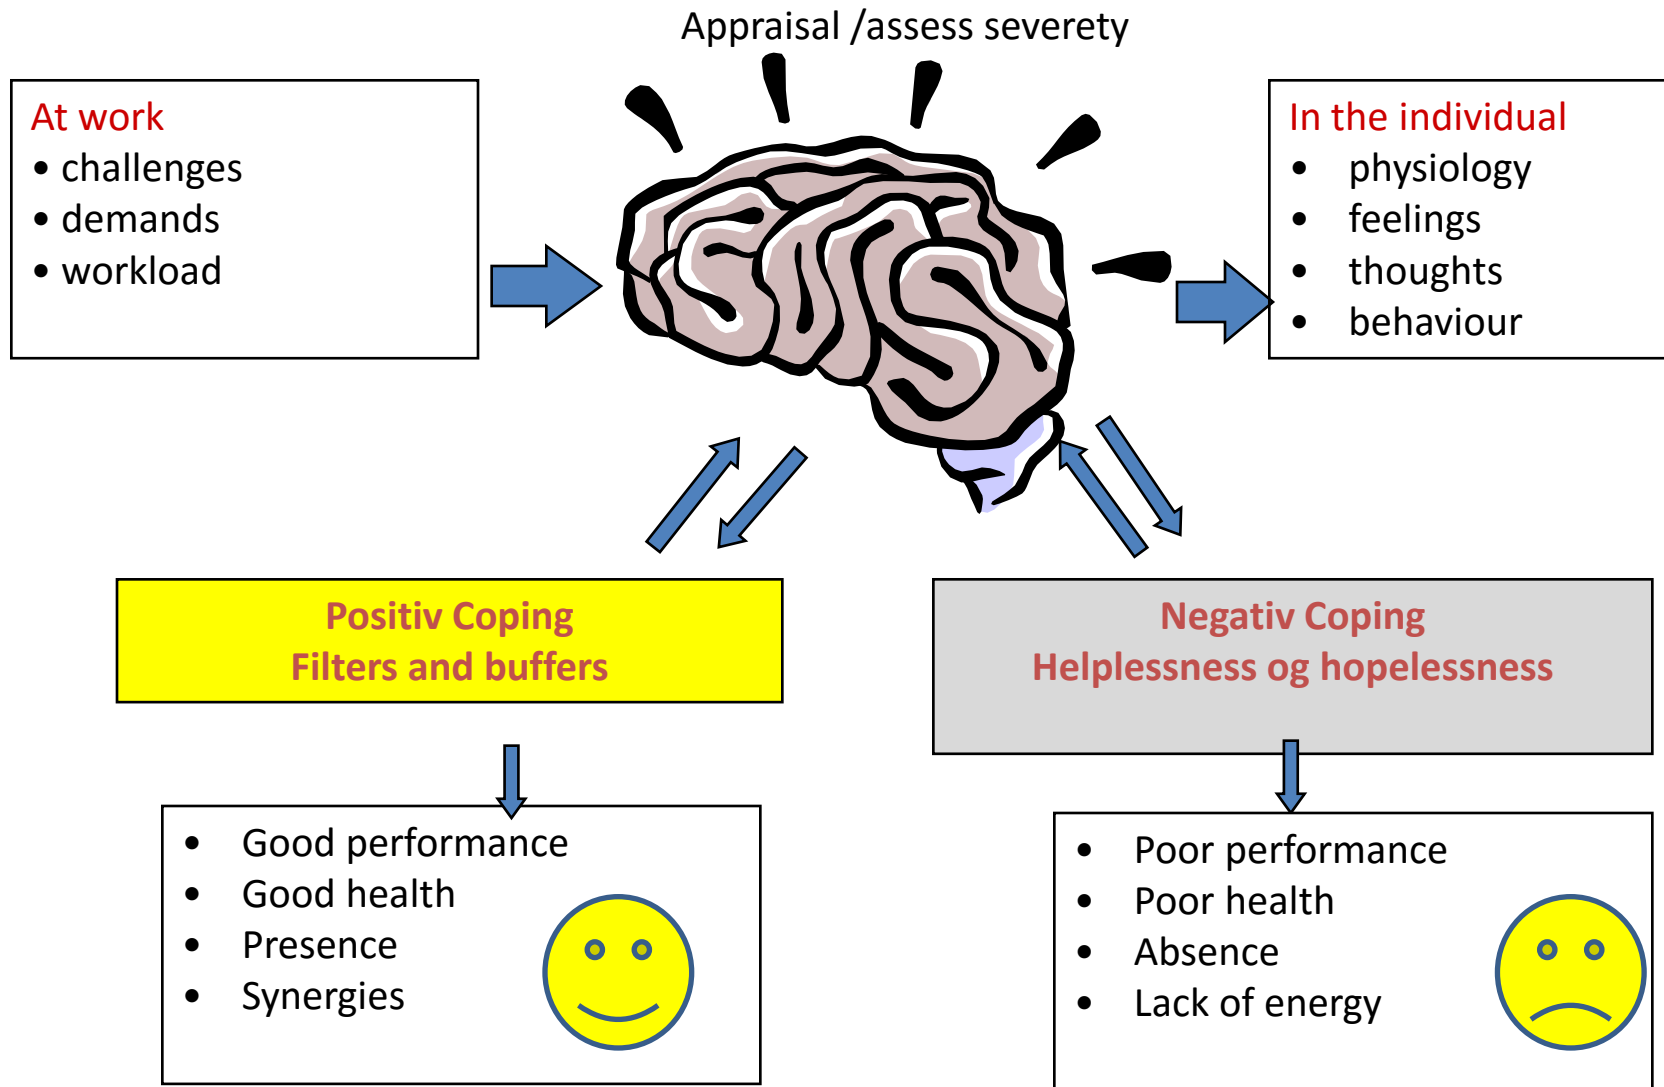 Appraisal /assess severety
At work
• challenges
• demands
• workload
In the individual
• physiology
• feelings
• thoughts
• behaviour
Positiv Coping
Filters and buffers
Negativ Coping
Helplessness og hopelessness
• Good performance
• Good health
• Presence
• Synergies
• Poor performance
• Poor health
• Absence
• Lack of energy